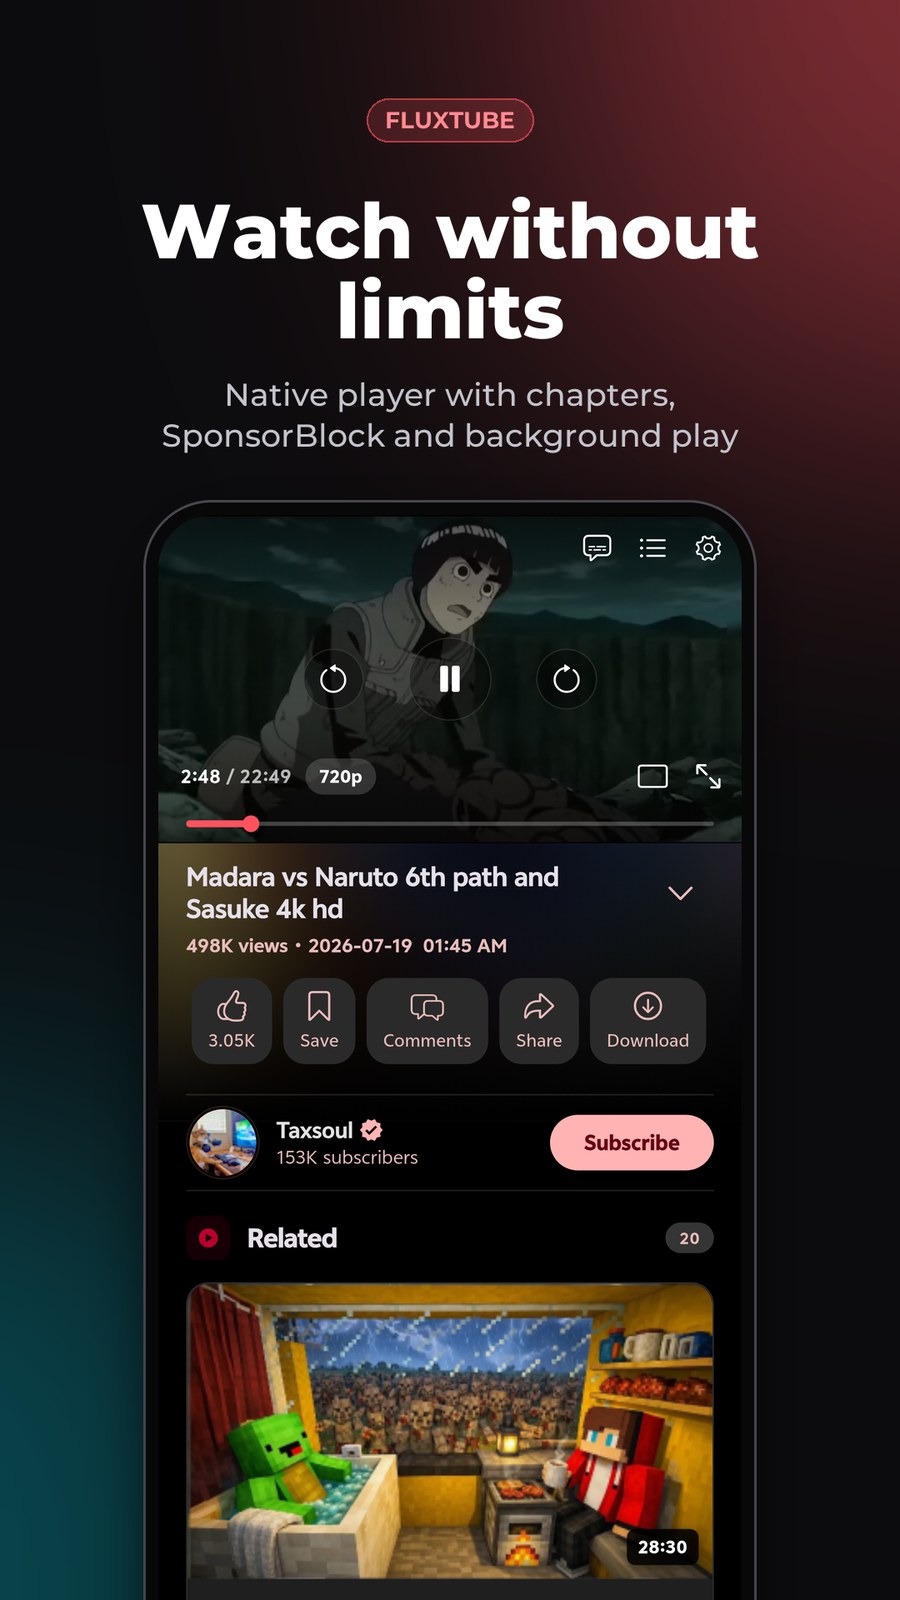 FLUXTUBE
Watch without
limits
Native player with chapters,
SponsorBlock and background play
2:48 / 22:49 720p
Madara vs Naruto 6th path and
Sasuke 4k hd
498K views • 2026-07-19 01:45 AM
3.05K Save Comments Share Download
Taxsoul
153K subscribers
Subscribe
Related 20
28:30